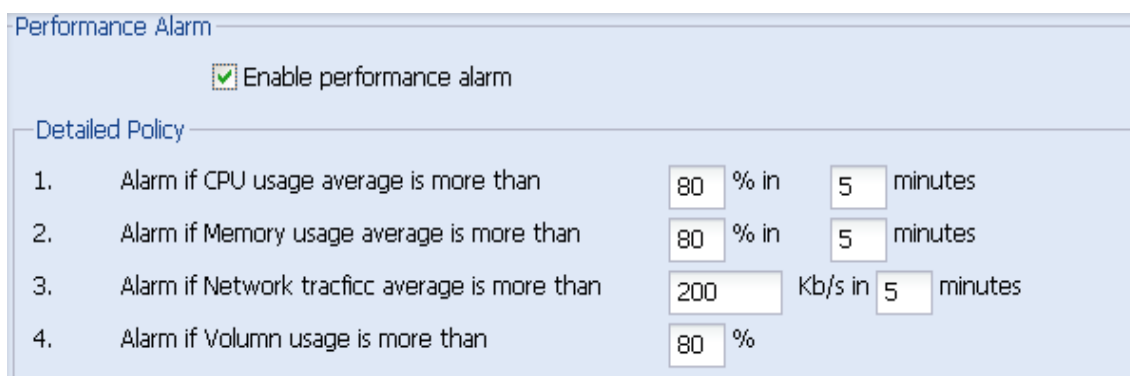 Performance Alarm
Enable performance alarm
Detailed Policy
1. Alarm if CPU usage average is more than 80 % in 5 minutes
2. Alarm if Memory usage average is more than 80 % in 5 minutes
3. Alarm if Network tracficc average is more than 200 Kb/s in 5 minutes
4. Alarm if Volumn usage is more than 80 %